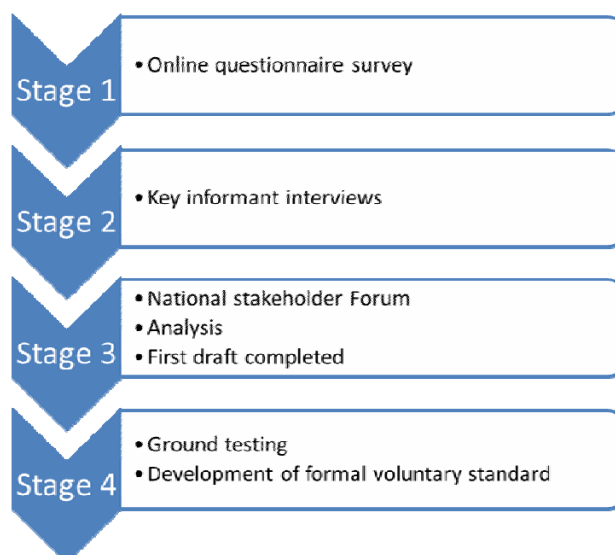 Stage 1
• Online questionnaire survey
Stage 2
• Key informant interviews
Stage 3
• National stakeholder Forum
• Analysis
• First draft completed
Stage 4
• Ground testing
• Development of formal voluntary standard